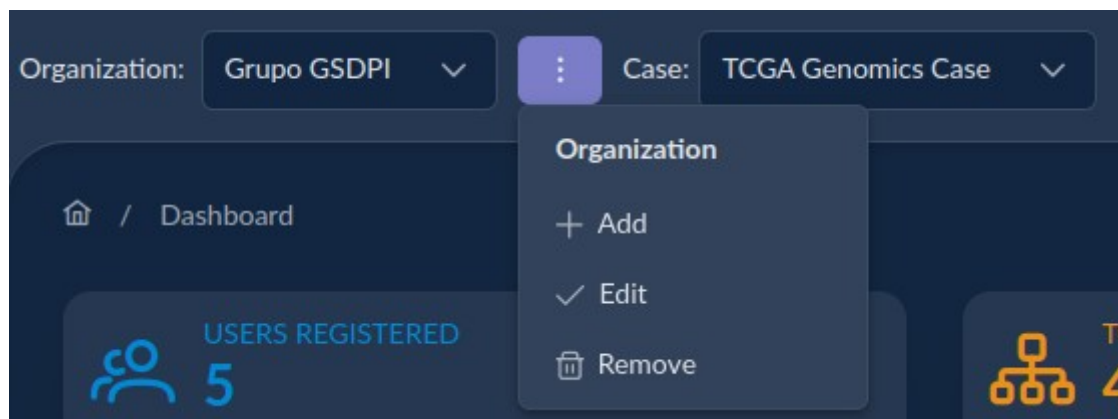 Organization: Grupo GSDPI Case: TCGA Genomics Case
Organization
/ Dashboard
Add
Edit
USERS REGISTERED
5
Remove